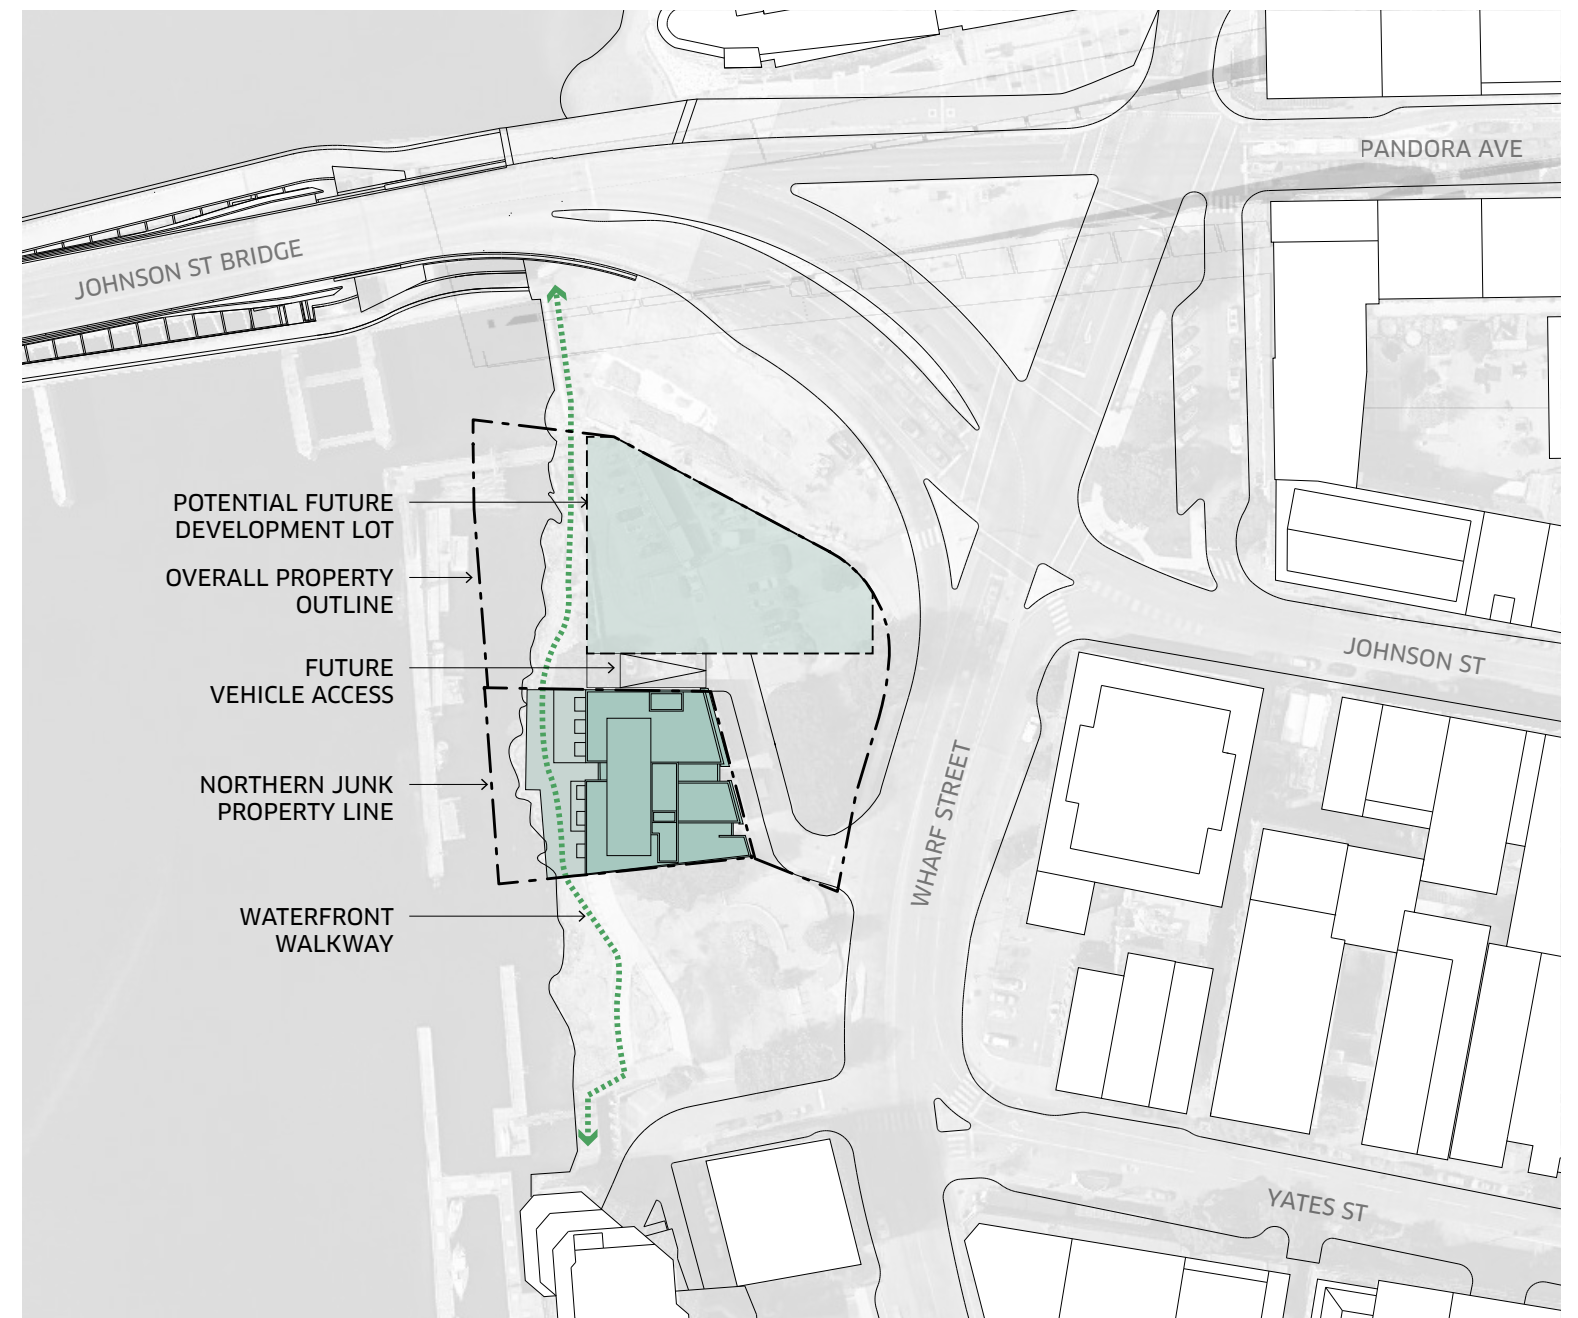 PANDORA AVE
JOHNSON ST BRIDGE
POTENTIAL FUTURE
DEVELOPMENT LOT
OVERALL PROPERTY
OUTLINE
JOHNSON ST
FUTURE
VEHICLE ACCESS
NORTHERN JUNK
PROPERTY LINE
WHARF STREET
WATERFRONT
WALKWAY
YATES ST